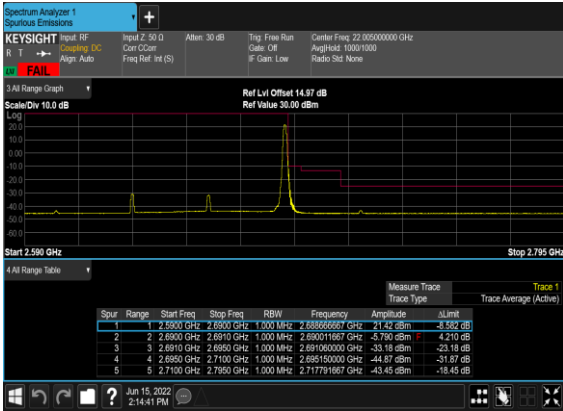 Spectrum Analyzer 1
Spurious Emissions
+
KEYSIGHT Input: RF Input Z: 50 Ω Atten: 30 dB Trig: Free Run Center Freq: 22.005000000 GHz
R T Coupling: DC Corr CCorr Gate: Off Avg|Hold: 1000/1000
Align: Auto Freq Ref: Int (S) IF Gain: Low Radio Std: None
FAIL
3 All Range Graph
Ref Lvl Offset 14.97 dB
Scale/Div 10.0 dB Ref Value 30.00 dBm
Log
20.0
10.0
0.00
-10.0
-20.0
-30.0
-40.0
-50.0
-60.0
Start 2.590 GHz Stop 2.795 GHz
4 All Range Table
Measure Trace Trace 1
Trace Type Trace Average (Active)
Spur Range Start Freq Stop Freq RBW Frequency Amplitude ΔLimit
1 1 2.5900 GHz 2.6900 GHz 1.000 MHz 2.688666667 GHz 21.42 dBm -8.582 dB
2 2 2.6900 GHz 2.6910 GHz 1.000 MHz 2.690011667 GHz -5.790 dBm F 4.210 dB
3 3 2.6910 GHz 2.6950 GHz 1.000 MHz 2.691060000 GHz -33.18 dBm -23.18 dB
4 4 2.6950 GHz 2.7100 GHz 1.000 MHz 2.695150000 GHz -44.87 dBm -31.87 dB
5 5 2.7100 GHz 2.7950 GHz 1.000 MHz 2.717791667 GHz -43.45 dBm -18.45 dB
? Jun 15, 2022
2:14:41 PM